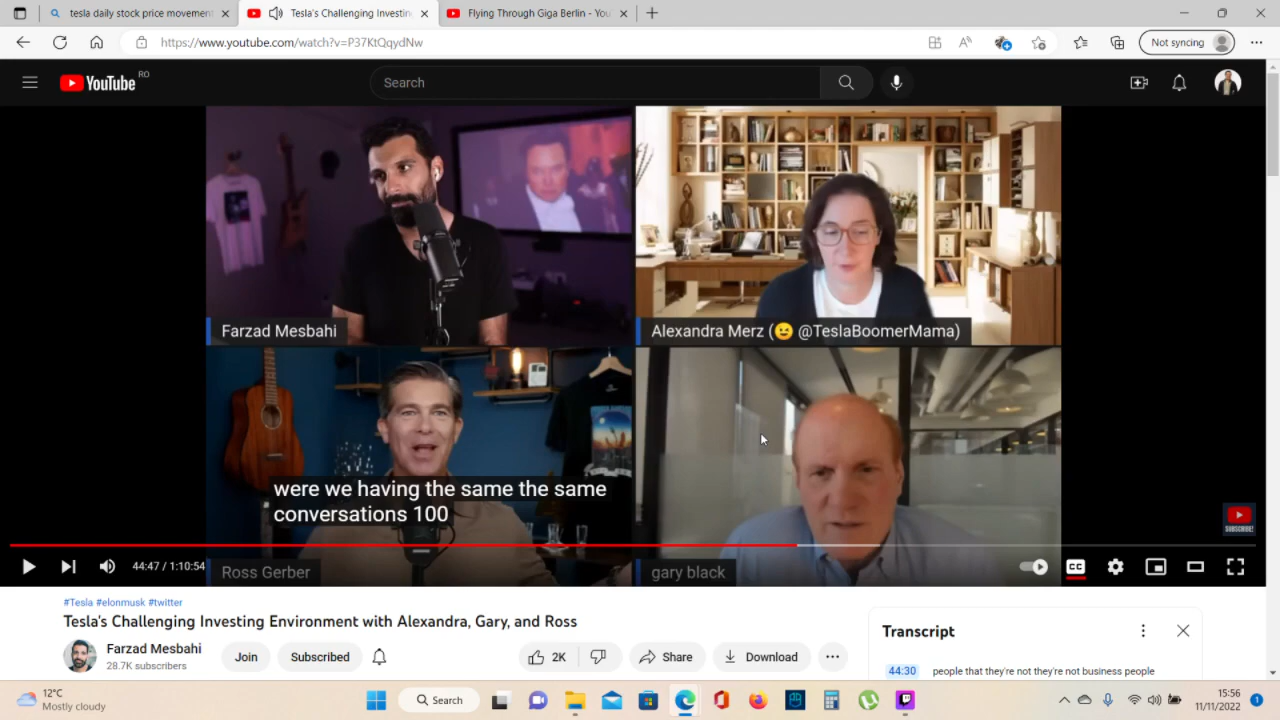 tesla daily stock price movement
Tesla's Challenging Investin
Flying Through Giga Berlin - You
https://www.youtube.com/watch?v=P37KtQqydNw
Not syncing
YouTube RO
Search
Farzad Mesbahi
Alexandra Merz (😉 @TeslaBoomerMama)
were we having the same the same
conversations 100
SUBSCRIBE!
44:47 / 1:10:54
Ross Gerber
gary black
CC
#Tesla #elonmusk #twitter
Tesla's Challenging Investing Environment with Alexandra, Gary, and Ross
Farzad Mesbahi
28.7K subscribers
Join
Subscribed
2K
Share
Download
Transcript
44:30
people that they're not they're not business people
12°C
Mostly cloudy
Search
15:56
11/11/2022
1